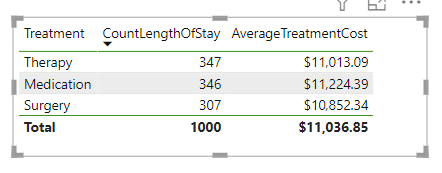 Treatment CountLengthOfStay AverageTreatmentCost
Therapy 347 $11,013.09
Medication 346 $11,224.39
Surgery 307 $10,852.34
Total 1000 $11,036.85